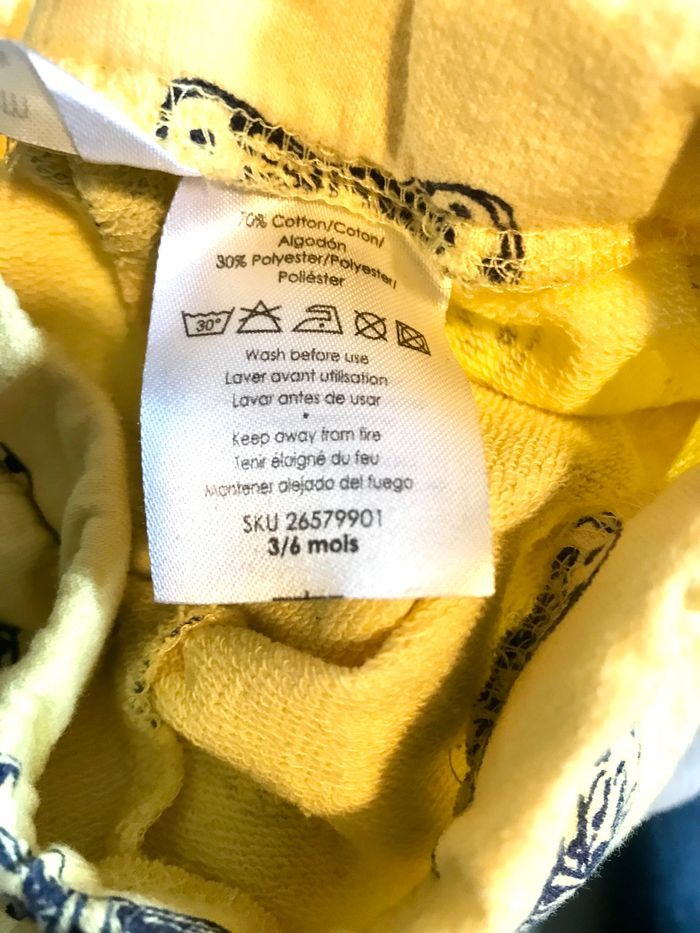 70% Cotton/Coton/
Algodón
30% Polyester/Polyester/
Poliéster
30°
Wash before use
Laver avant utilisation
Lavar antes de usar
•
Keep away from fire
Tenir éloigné du feu
Mantener alejado del fuego
SKU 26579901
3/6 mois